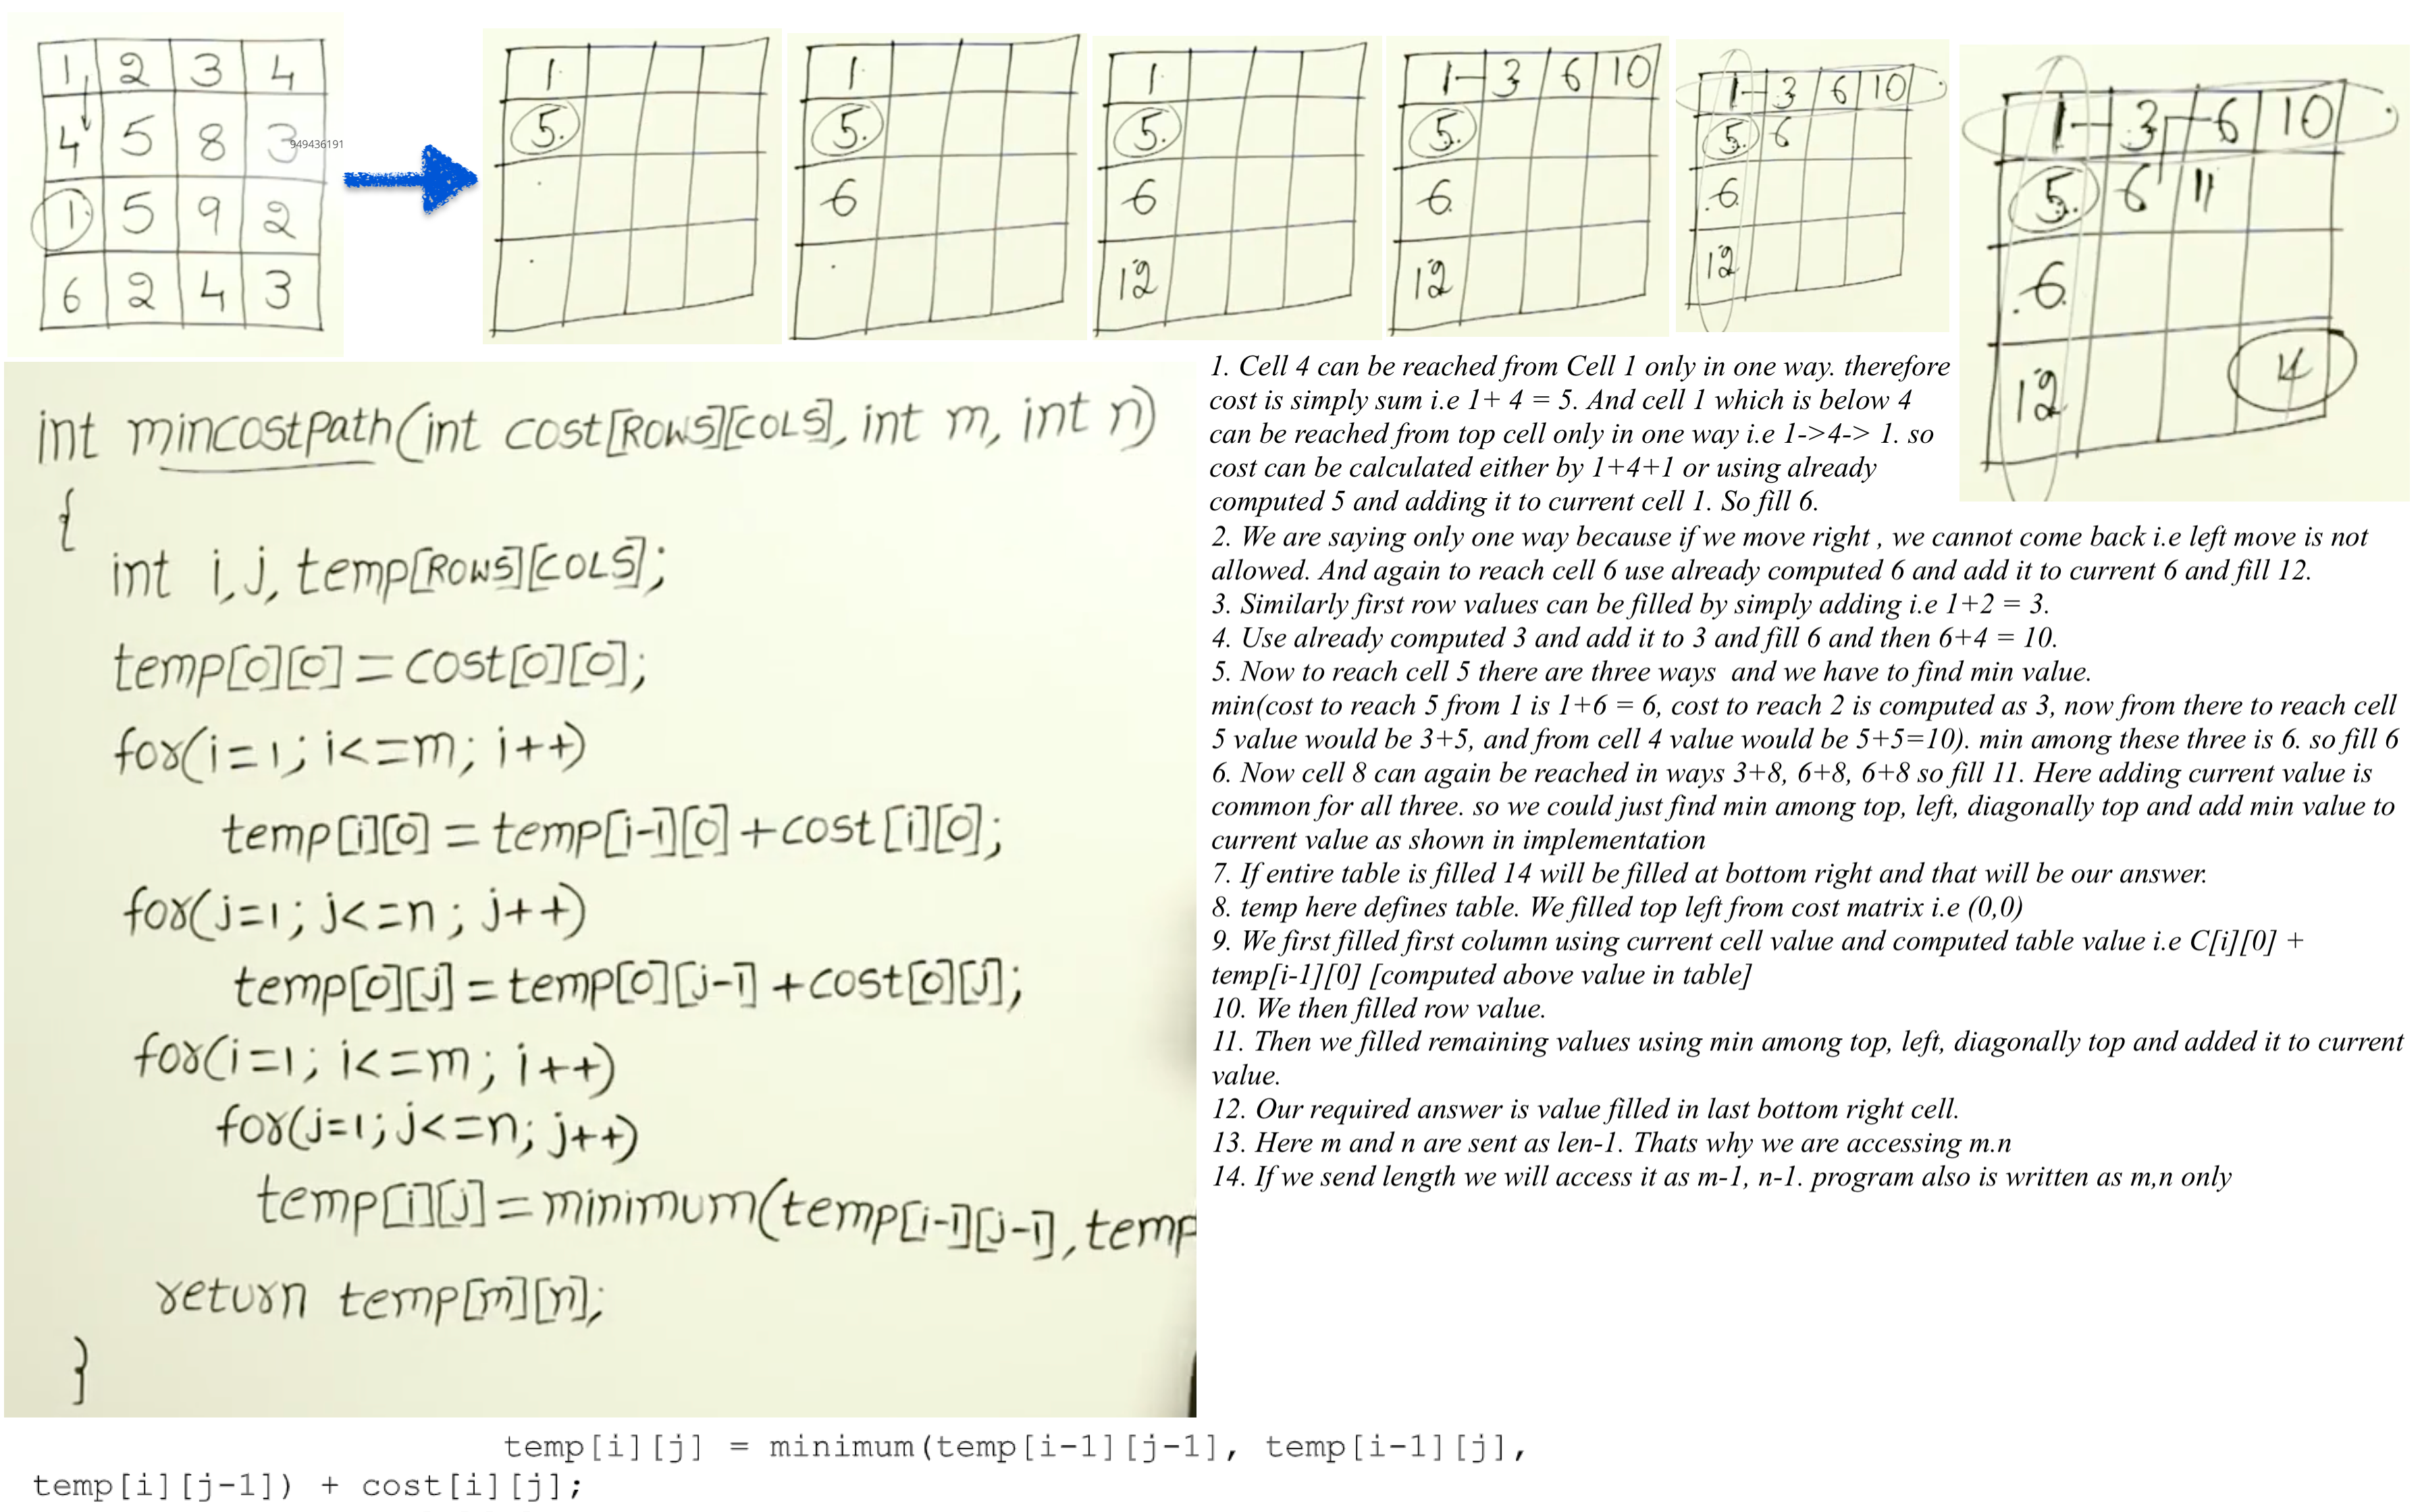 1 2 3 4
4 5 8 3
949436191
1 5 9 2
6 2 4 3
1
5.
1
5.
6
1
5.
6
12
1 3 6 10
5.
6
12
1 3 6 10
5. 6
6
12
1 3 6 10
5. 6 11
6
12 14
int mincostPath(int cost[ROWS][COLS], int m, int n)
{
int i,j, temp[ROWS][COLS];
temp[0][0] = cost[0][0];
for(i=1; i<=m; i++)
temp[i][0] = temp[i-1][0] + cost[i][0];
for(j=1; j<=n; j++)
temp[0][j] = temp[0][j-1] + cost[0][j];
for(i=1; i<=m; i++)
for(j=1; j<=n; j++)
temp[i][j] = minimum(temp[i-1][j-1], temp
return temp[m][n];
}
1. Cell 4 can be reached from Cell 1 only in one way. therefore
cost is simply sum i.e 1+ 4 = 5. And cell 1 which is below 4
can be reached from top cell only in one way i.e 1->4-> 1. so
cost can be calculated either by 1+4+1 or using already
computed 5 and adding it to current cell 1. So fill 6.
2. We are saying only one way because if we move right , we cannot come back i.e left move is not
allowed. And again to reach cell 6 use already computed 6 and add it to current 6 and fill 12.
3. Similarly first row values can be filled by simply adding i.e 1+2 = 3.
4. Use already computed 3 and add it to 3 and fill 6 and then 6+4 = 10.
5. Now to reach cell 5 there are three ways and we have to find min value.
min(cost to reach 5 from 1 is 1+6 = 6, cost to reach 2 is computed as 3, now from there to reach cell
5 value would be 3+5, and from cell 4 value would be 5+5=10). min among these three is 6. so fill 6
6. Now cell 8 can again be reached in ways 3+8, 6+8, 6+8 so fill 11. Here adding current value is
common for all three. so we could just find min among top, left, diagonally top and add min value to
current value as shown in implementation
7. If entire table is filled 14 will be filled at bottom right and that will be our answer.
8. temp here defines table. We filled top left from cost matrix i.e (0,0)
9. We first filled first column using current cell value and computed table value i.e C[i][0] +
temp[i-1][0] [computed above value in table]
10. We then filled row value.
11. Then we filled remaining values using min among top, left, diagonally top and added it to current
value.
12. Our required answer is value filled in last bottom right cell.
13. Here m and n are sent as len-1. Thats why we are accessing m.n
14. If we send length we will access it as m-1, n-1. program also is written as m,n only
temp[i][j] = minimum(temp[i-1][j-1], temp[i-1][j],
temp[i][j-1]) + cost[i][j];